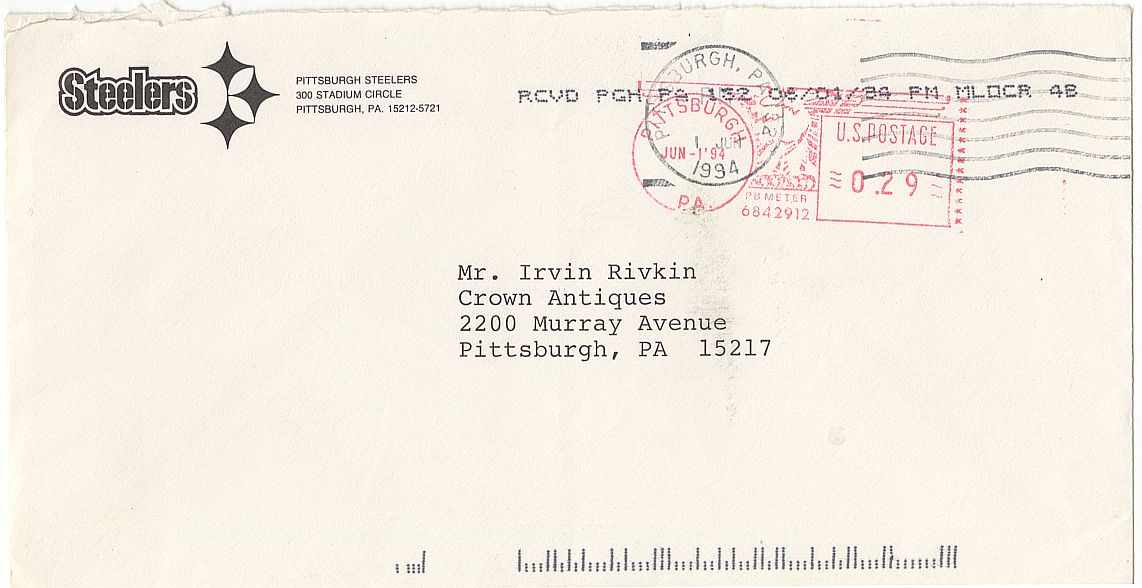 Steelers
PITTSBURGH STEELERS
300 STADIUM CIRCLE
PITTSBURGH, PA. 15212-5721
RCVD PGH PA 152 06/01/94 PM MLOCR 4B
PITTSBURGH
JUN-1'94
PA.
BURGH, PA
1 JUN
1994
PB METER
6842912
U.S. POSTAGE
0.29
Mr. Irvin Rivkin
Crown Antiques
2200 Murray Avenue
Pittsburgh, PA 15217